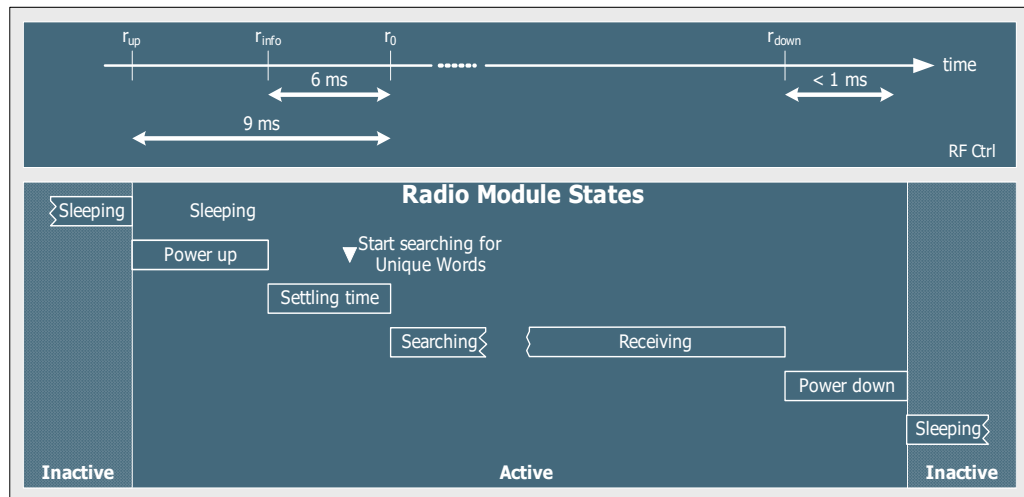 r_up r_info r_0 r_down
time
6 ms < 1 ms
9 ms
RF Ctrl
Radio Module States
Sleeping Sleeping
Power up
Start searching for
Unique Words
Settling time
Searching Receiving
Power down
Sleeping
Inactive Active Inactive